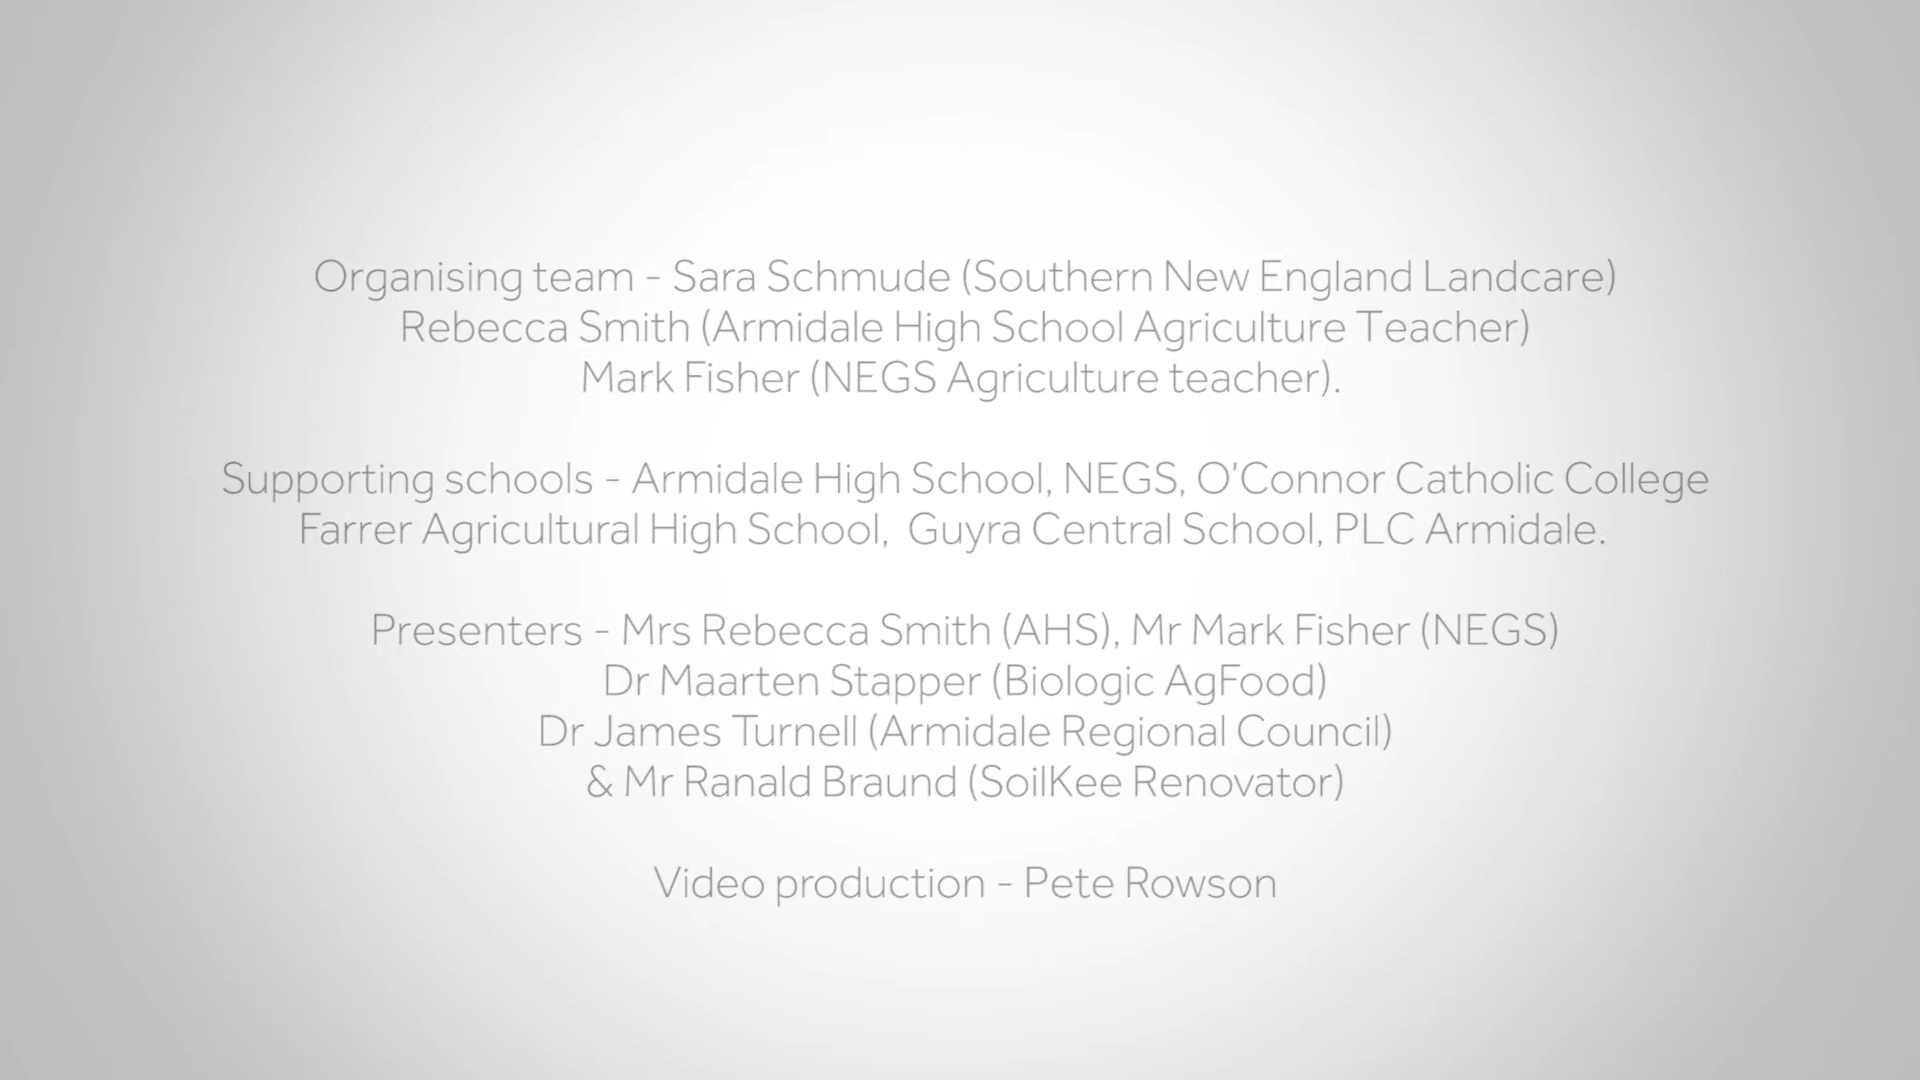 Organising team - Sara Schmude (Southern New England Landcare)
Rebecca Smith (Armidale High School Agriculture Teacher)
Mark Fisher (NEGS Agriculture teacher).
Supporting schools - Armidale High School, NEGS, O'Connor Catholic College
Farrer Agricultural High School,  Guyra Central School, PLC Armidale.
Presenters - Mrs Rebecca Smith (AHS), Mr Mark Fisher (NEGS)
Dr Maarten Stapper (Biologic AgFood)
Dr James Turnell (Armidale Regional Council)
& Mr Ranald Braund (SoilKee Renovator)
Video production - Pete Rowson